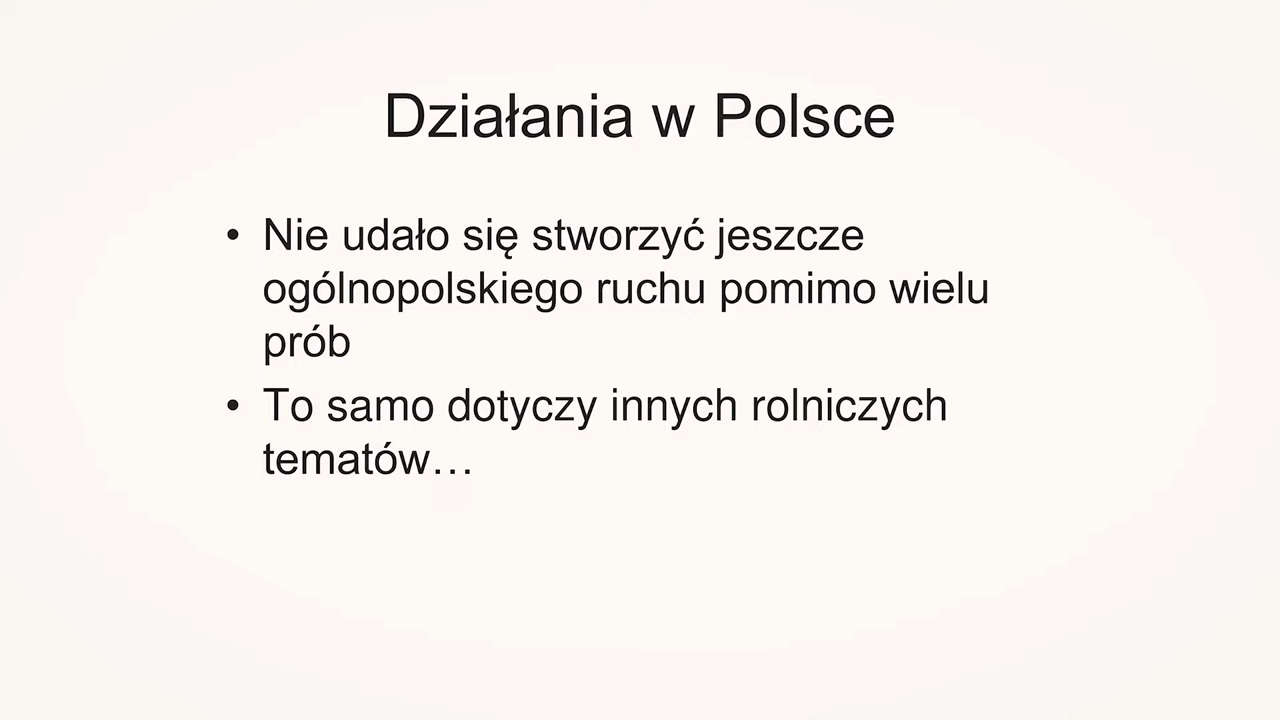 Działania w Polsce
• Nie udało się stworzyć jeszcze
ogólnopolskiego ruchu pomimo wielu
prób
• To samo dotyczy innych rolniczych
tematów…